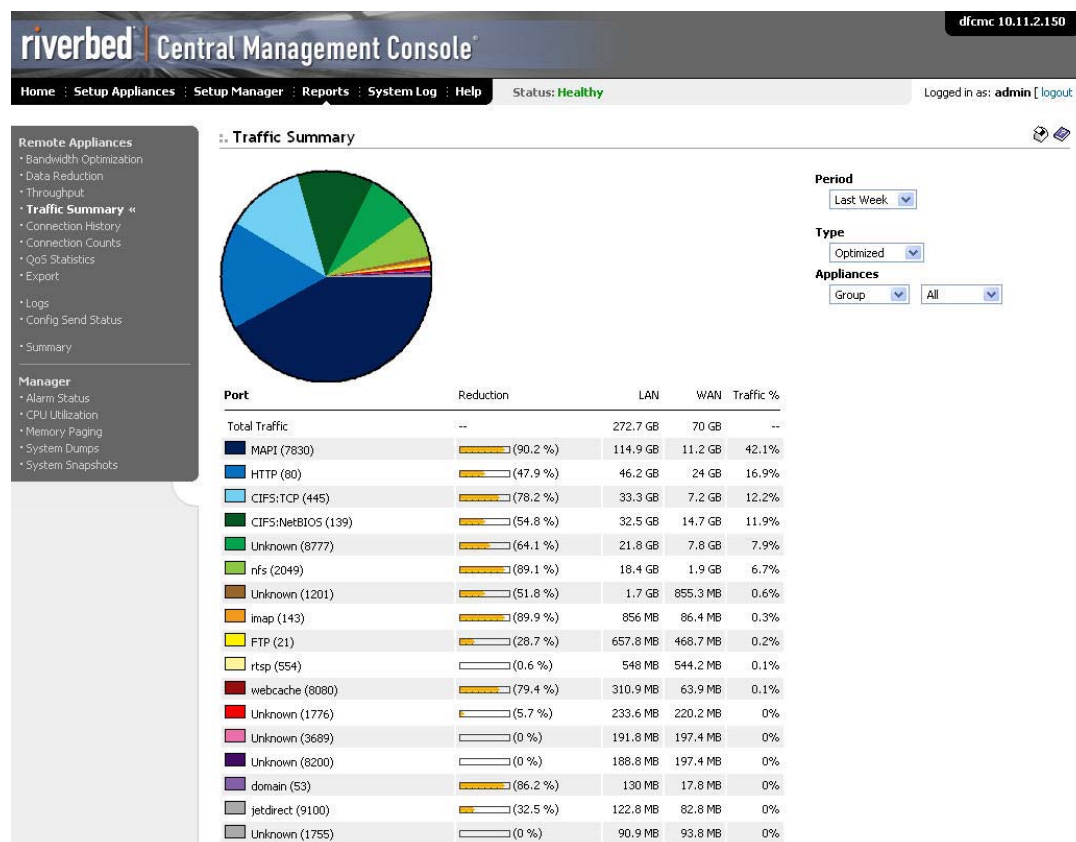 dfcmc 10.11.2.150
riverbed Central Management Console
Home Setup Appliances Setup Manager Reports System Log Help Status: Healthy Logged in as: admin [ logout
Remote Appliances
Bandwidth Optimization
Data Reduction
Throughput
Traffic Summary «
Connection History
Connection Counts
QoS Statistics
Export
Logs
Config Send Status
Summary
Manager
Alarm Status
CPU Utilization
Memory Paging
System Dumps
System Snapshots
Traffic Summary
Period
Last Week
Type
Optimized
Appliances
Group All
Port Reduction LAN WAN Traffic %
Total Traffic -- 272.7 GB 70 GB --
MAPI (7830) (90.2 %) 114.9 GB 11.2 GB 42.1%
HTTP (80) (47.9 %) 46.2 GB 24 GB 16.9%
CIFS:TCP (445) (78.2 %) 33.3 GB 7.2 GB 12.2%
CIFS:NetBIOS (139) (54.8 %) 32.5 GB 14.7 GB 11.9%
Unknown (8777) (64.1 %) 21.8 GB 7.8 GB 7.9%
nfs (2049) (89.1 %) 18.4 GB 1.9 GB 6.7%
Unknown (1201) (51.8 %) 1.7 GB 855.3 MB 0.6%
imap (143) (89.9 %) 856 MB 86.4 MB 0.3%
FTP (21) (28.7 %) 657.8 MB 468.7 MB 0.2%
rtsp (554) (0.6 %) 548 MB 544.2 MB 0.1%
webcache (8080) (79.4 %) 310.9 MB 63.9 MB 0.1%
Unknown (1776) (5.7 %) 233.6 MB 220.2 MB 0%
Unknown (3689) (0 %) 191.8 MB 197.4 MB 0%
Unknown (8200) (0 %) 188.8 MB 197.4 MB 0%
domain (53) (86.2 %) 130 MB 17.8 MB 0%
jetdirect (9100) (32.5 %) 122.8 MB 82.8 MB 0%
Unknown (1755) (0 %) 90.9 MB 93.8 MB 0%